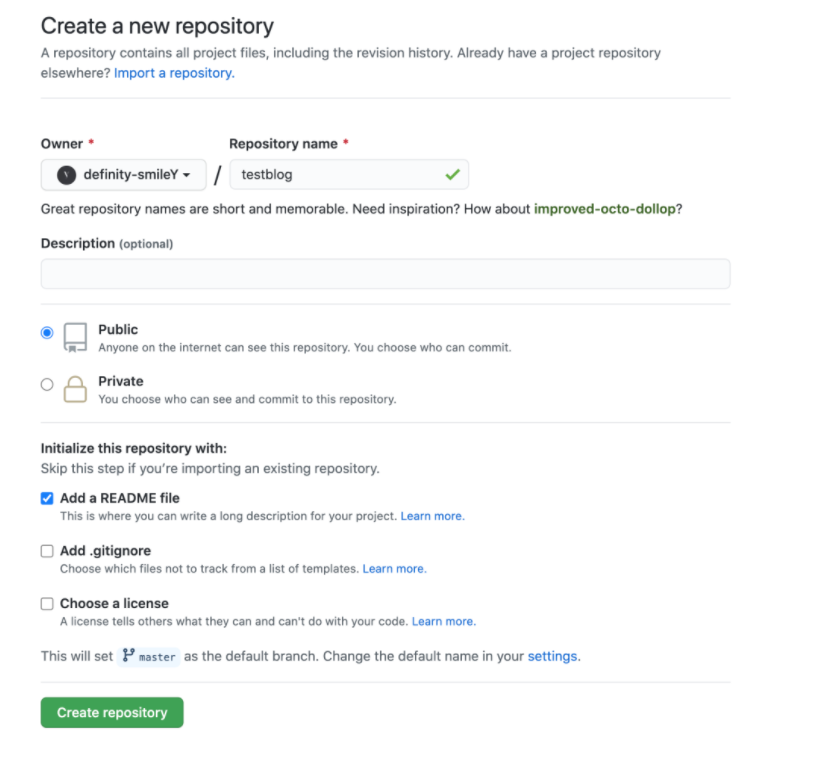 Create a new repository
A repository contains all project files, including the revision history. Already have a project repository
elsewhere? Import a repository.
Owner * Repository name *
definity-smileY / testblog
Great repository names are short and memorable. Need inspiration? How about improved-octo-dollop?
Description (optional)
Public
Anyone on the internet can see this repository. You choose who can commit.
Private
You choose who can see and commit to this repository.
Initialize this repository with:
Skip this step if you're importing an existing repository.
Add a README file
This is where you can write a long description for your project. Learn more.
Add .gitignore
Choose which files not to track from a list of templates. Learn more.
Choose a license
A license tells others what they can and can't do with your code. Learn more.
This will set master as the default branch. Change the default name in your settings.
Create repository